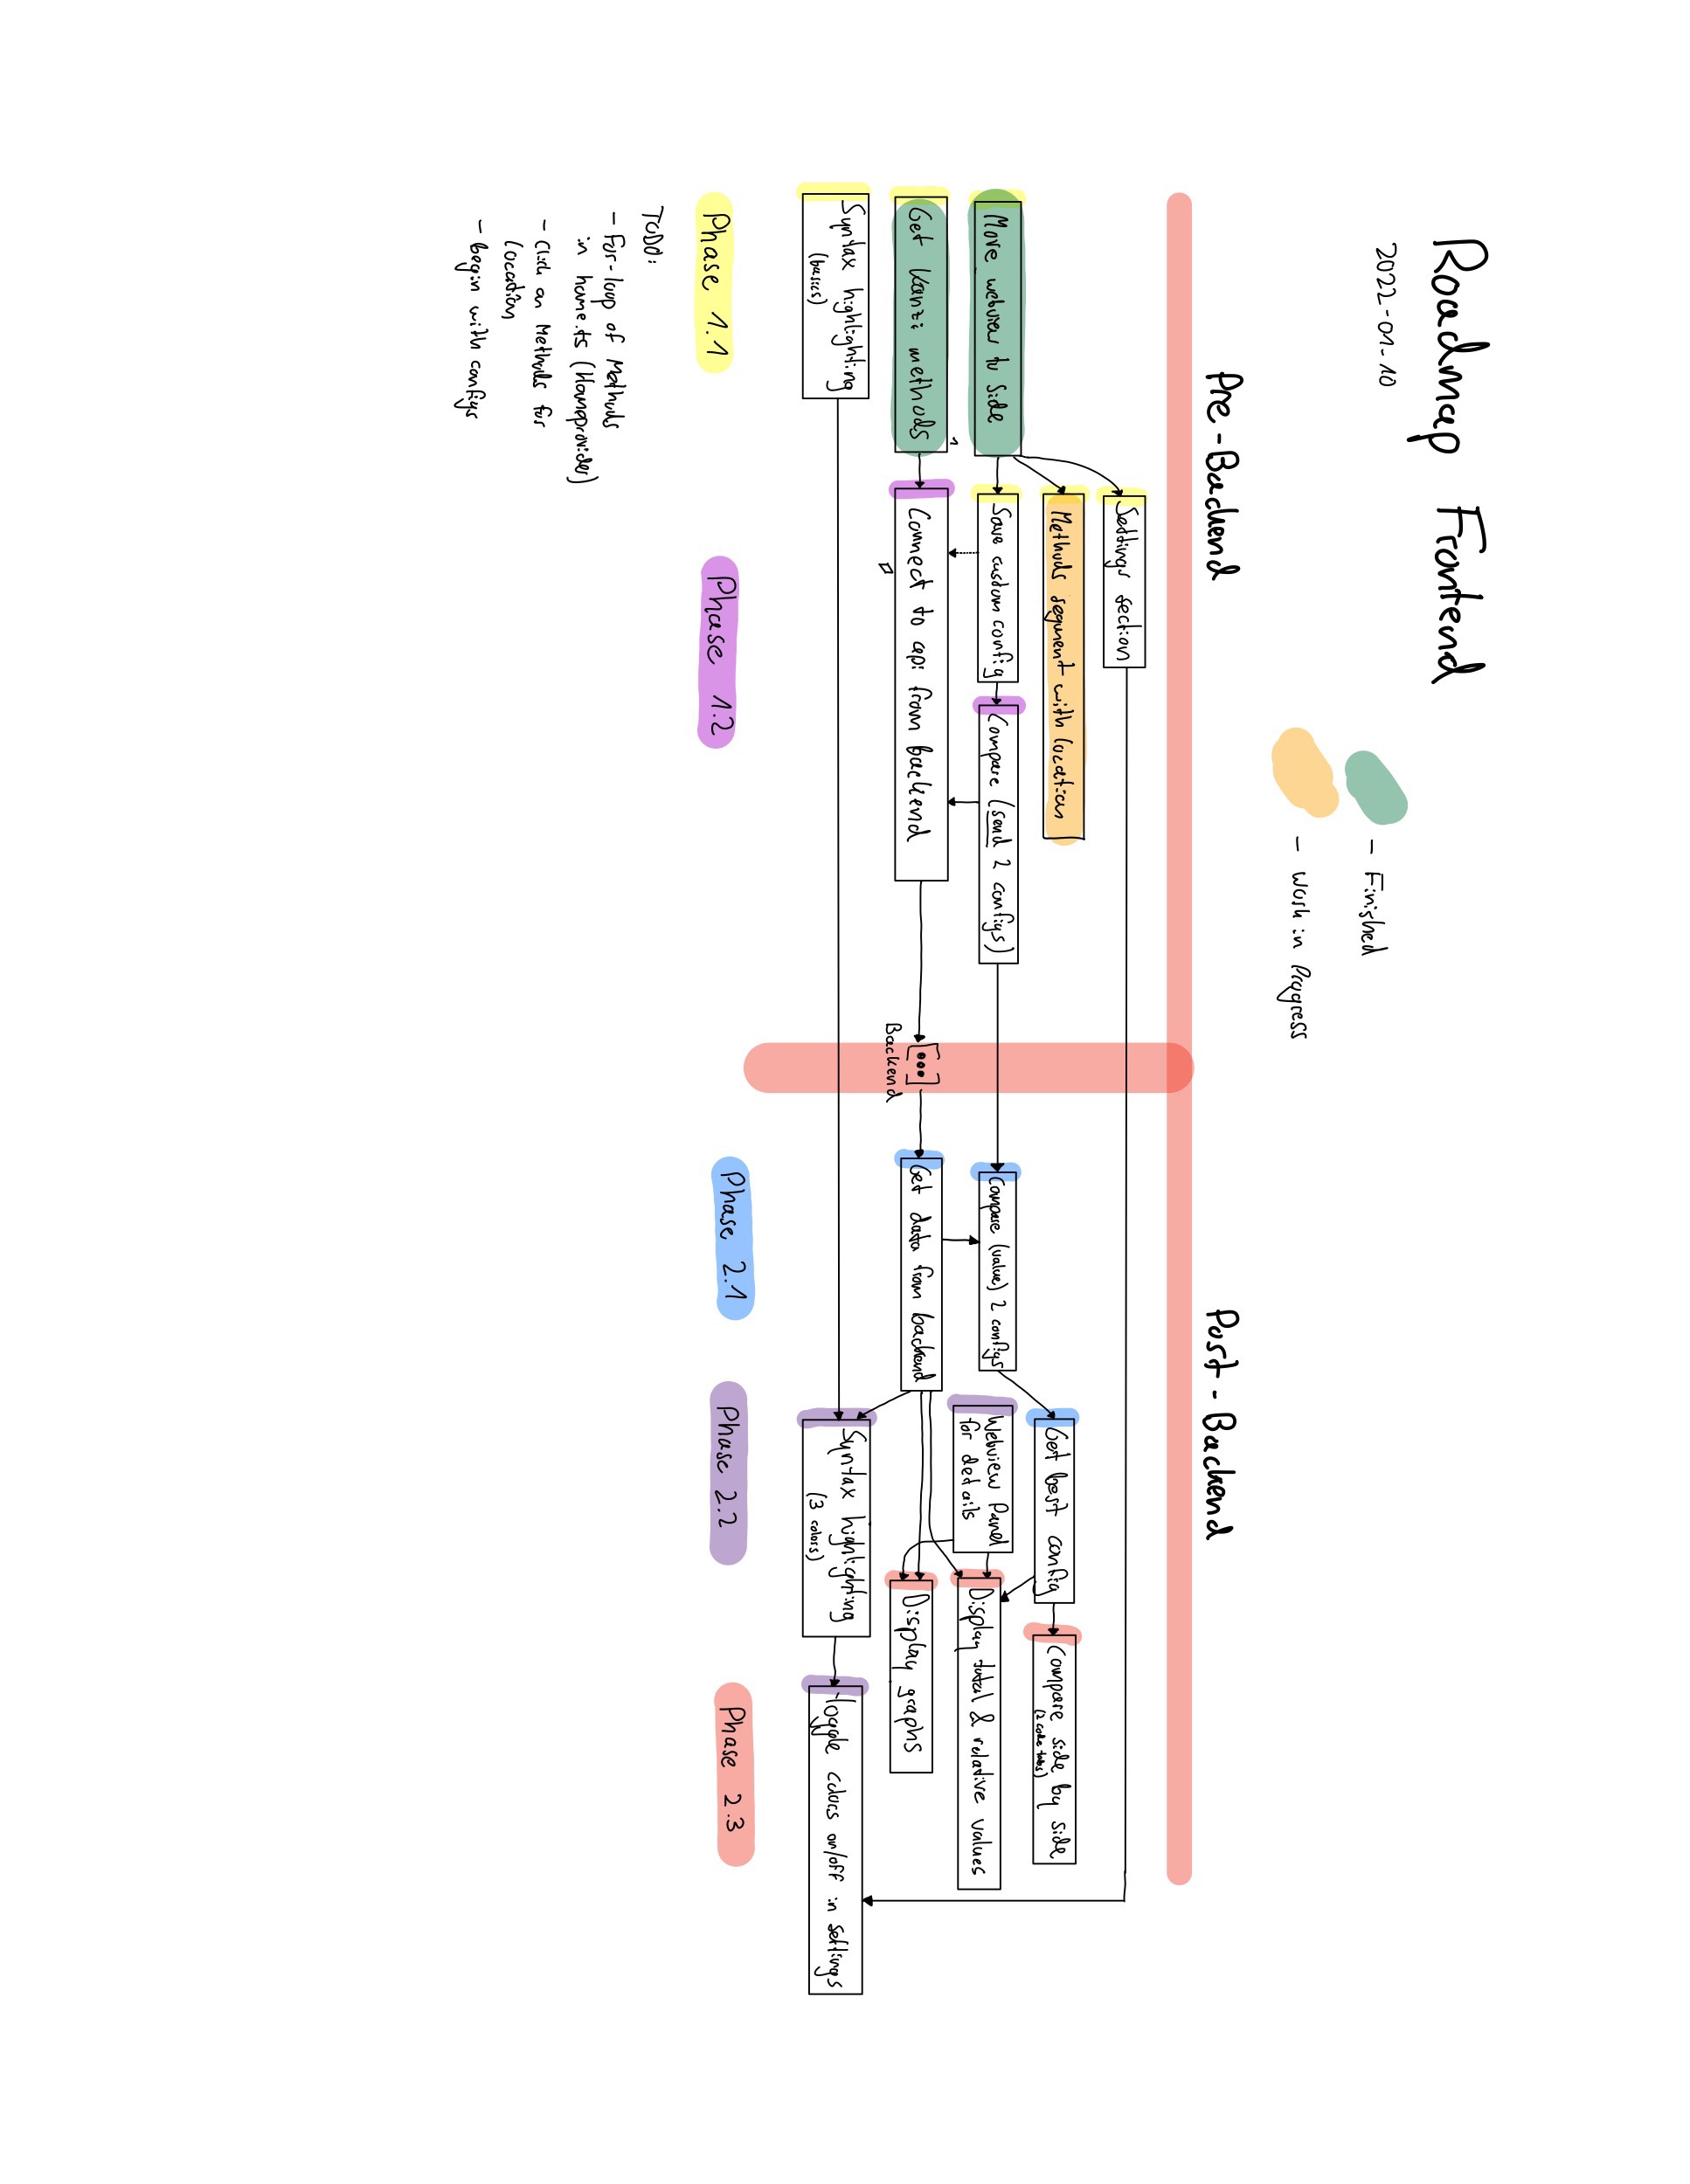 Roadmap Frontend
2022-01-10
- Finished
- Work in Progress
Pre-Backend
Post-Backend
Settings section
Methods segment with location
Get best config
Compare side by side
(2 code tabs)
Move webview to side
Save custom config
Compare (send 2 configs)
Compare (value) 2 configs
Webview Panel
for details
Display total & relative values
Get Kanzi methods
Connect to api from backend
Backend
Get data from backend
Display graphs
Syntax highlighting
(basics)
Syntax highlighting
(3 colors)
Toggle colors on/off in settings
Phase 1.1
Phase 1.2
Phase 2.1
Phase 2.2
Phase 2.3
TODO:
- For-loop of Methods
in home.ts (Homeprovider)
- Click on Methods for
location
- begin with configs